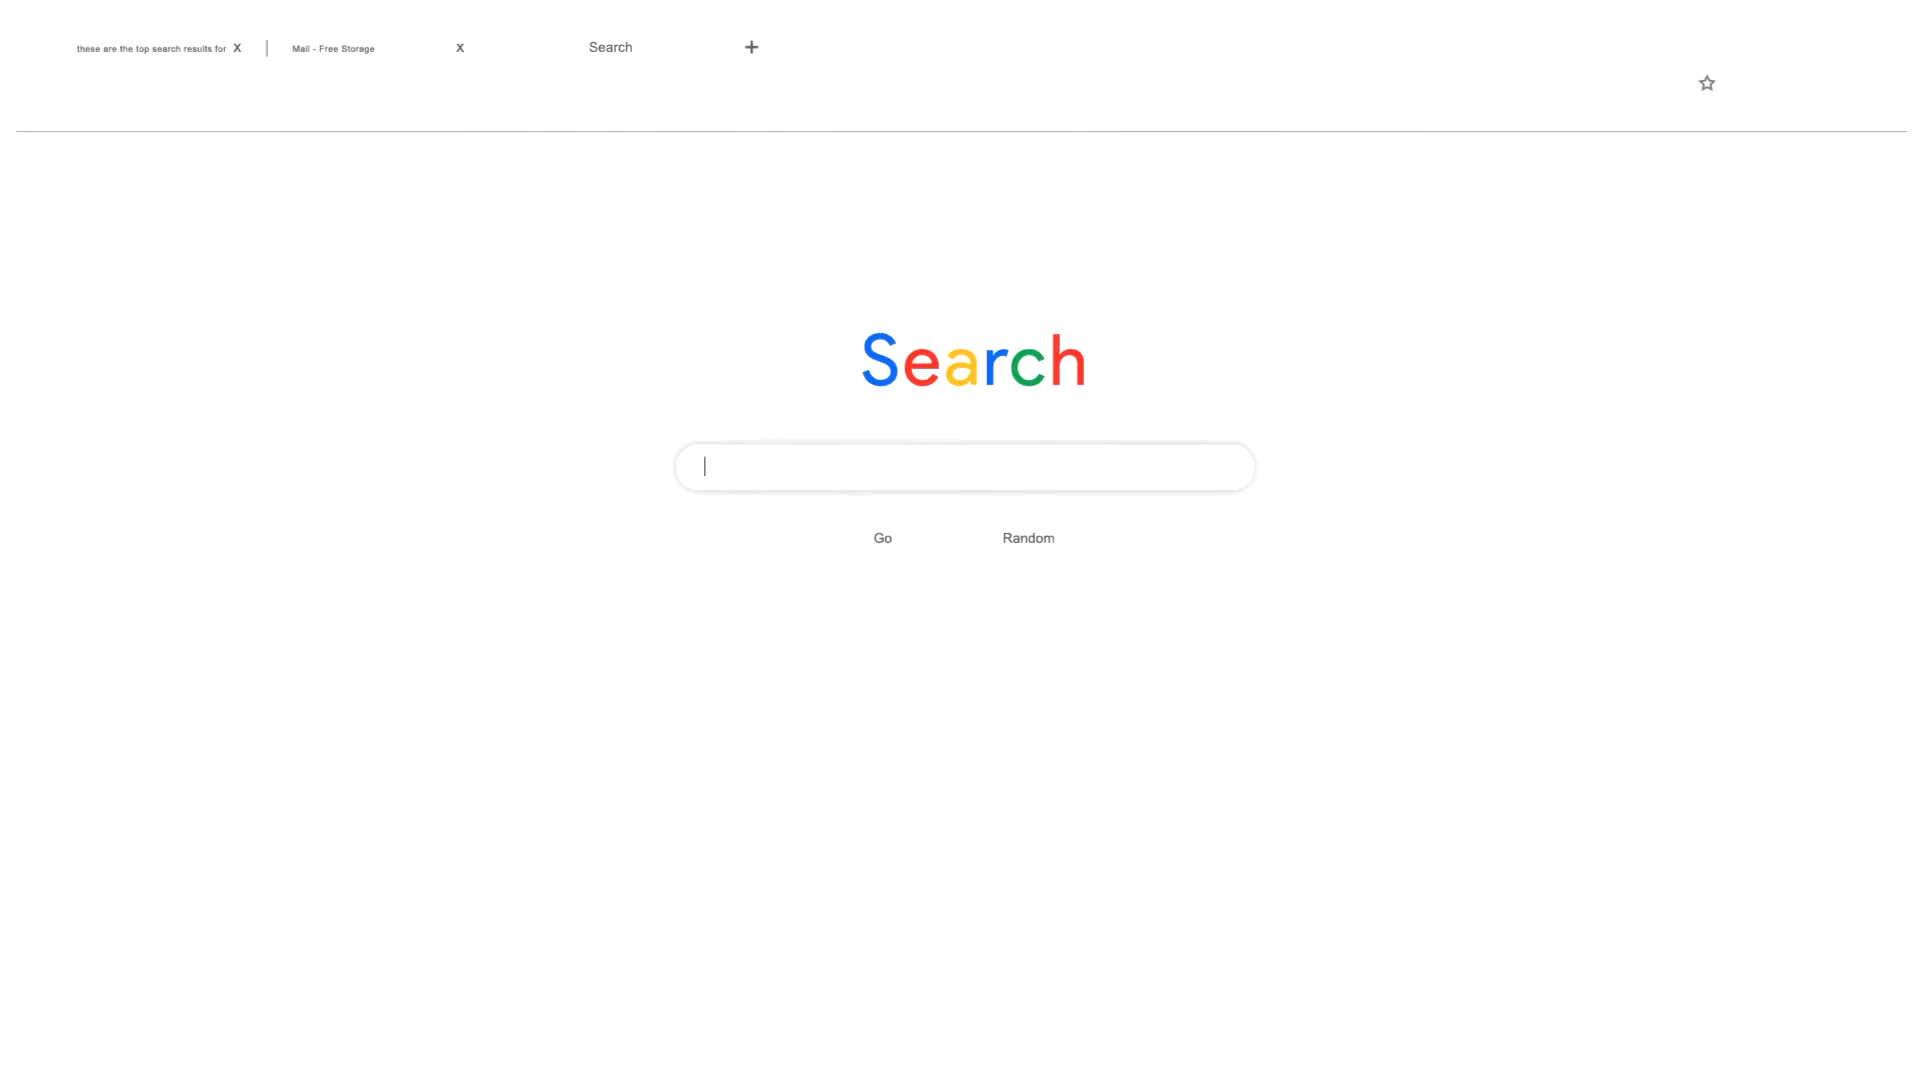 these are the top search results for X | Mail - Free Storage X Search +
Search
Go Random